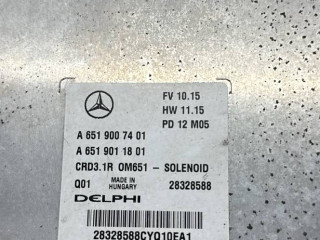 FV 10.15
HW 11.15
PD 12 M05
A 651 900 74 01
A 651 901 18 01
CRD3.1R OM651 - SOLENOID
Q01 MADE IN HUNGARY 28328588
DELPHI
28328588CYQ10EA1